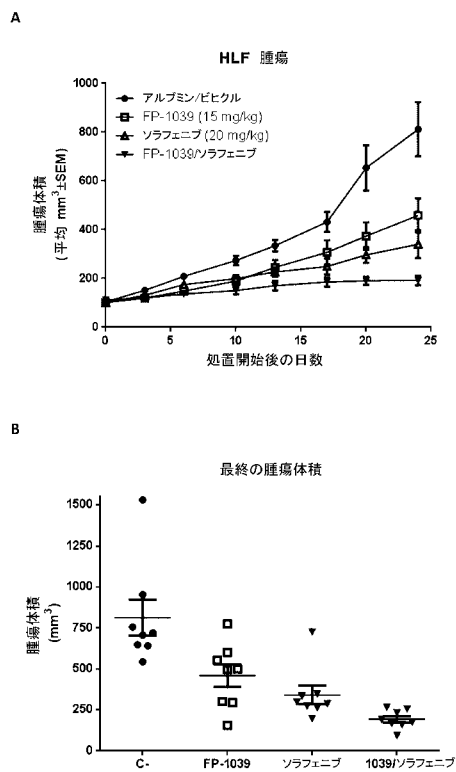 A
HLF 腫瘍
アルブミン/ビヒクル
FP-1039 (15 mg/kg)
ソラフェニブ (20 mg/kg)
FP-1039/ソラフェニブ
腫瘍体積
(平均 mm³±SEM)
1000
800
600
400
200
0
0 5 10 15 20 25
処置開始後の日数
B
最終の腫瘍体積
腫瘍体積
(mm³)
1500
1250
1000
750
500
250
0
C- FP-1039 ソラフェニブ 1039/ソラフェニブ